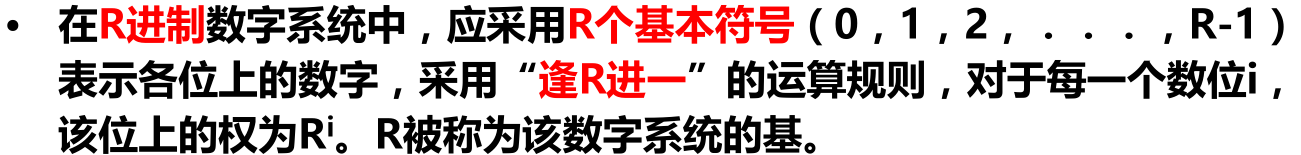 • 在R进制数字系统中，应采用R个基本符号（0，1，2，．．．，R-1）
表示各位上的数字，采用“逢R进一”的运算规则，对于每一个数位i，
该位上的权为Rⁱ。R被称为该数字系统的基。